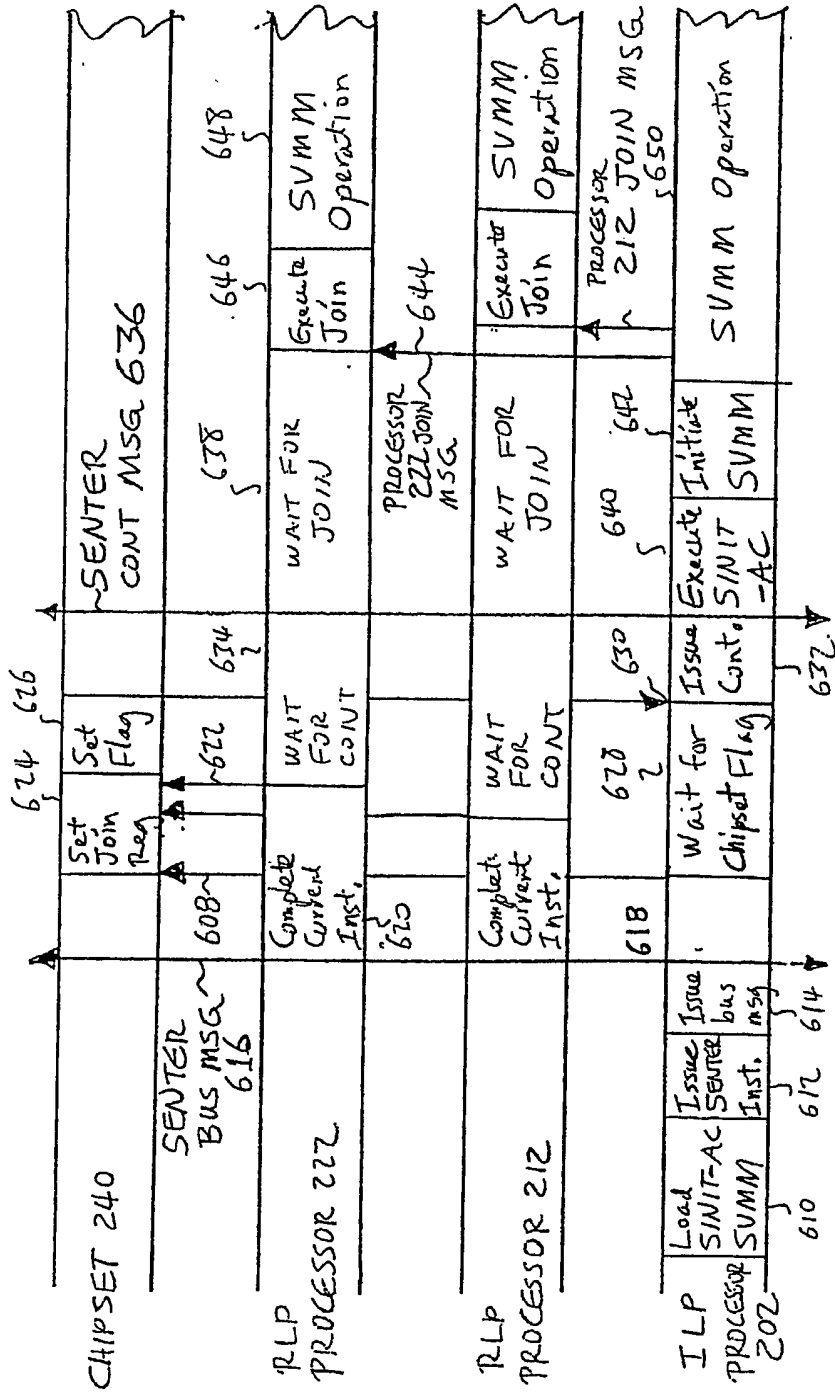 624 626
CHIPSET 240
Set
Join
Reg
Set
Flag
~SENTER
CONT MSG 636
SENTER
BUS MSG ~
616
608~
~622
634
638
646
648
RLP
PROCESSOR 222
Complete
Current
Inst.
WAIT
FOR
CONT
WAIT FOR
JOIN
Execute
Join
SVMM
Operation
620
PROCESSOR
222 JOIN~
MSG
~644
RLP
PROCESSOR 212
Complete
Current
Inst.
WAIT
FOR
CONT
WAIT FOR
JOIN
Execute
Join
SVMM
Operation
618
628
630
640
642
PROCESSOR
212 JOIN MSG
650
ILP
PROCESSOR
202
Load
SINIT-AC
SVMM
Issue
SENTER
Inst.
Issue
bus
msg
Wait for
Chipset Flag
Issue
Cont.
Execute
SINIT
-AC
Initiate
SVMM
SVMM Operation
610
612
614
632